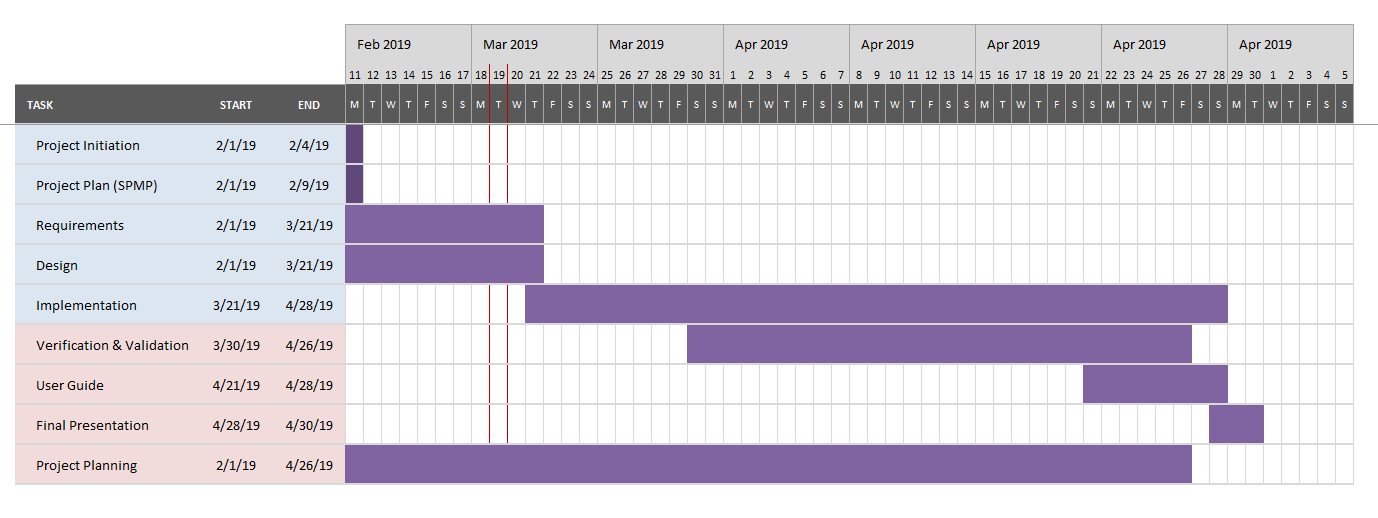 Feb 2019 Mar 2019 Mar 2019 Apr 2019 Apr 2019 Apr 2019 Apr 2019 Apr 2019
11 12 13 14 15 16 17 18 19 20 21 22 23 24 25 26 27 28 29 30 31 1 2 3 4 5 6 7 8 9 10 11 12 13 14 15 16 17 18 19 20 21 22 23 24 25 26 27 28 29 30 1 2 3 4 5
TASK START END M T W T F S S M T W T F S S M T W T F S S M T W T F S S M T W T F S S M T W T F S S M T W T F S S M T W T F S S
Project Initiation 2/1/19 2/4/19
Project Plan (SPMP) 2/1/19 2/9/19
Requirements 2/1/19 3/21/19
Design 2/1/19 3/21/19
Implementation 3/21/19 4/28/19
Verification & Validation 3/30/19 4/26/19
User Guide 4/21/19 4/28/19
Final Presentation 4/28/19 4/30/19
Project Planning 2/1/19 4/26/19